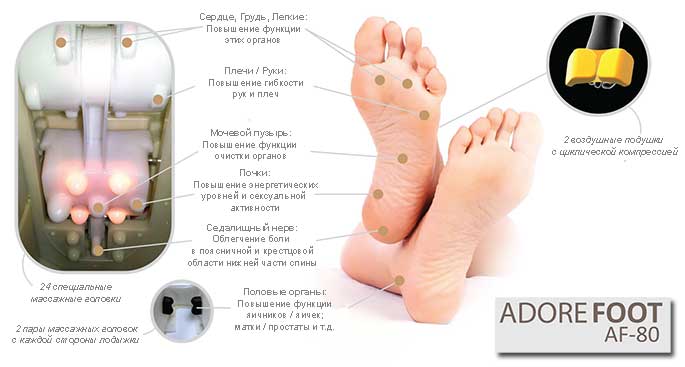 Сердце, Грудь, Легкие:
Повышение функции
этих органов
Плечи / Руки:
Повышение гибкости
рук и плеч
Мочевой пузырь:
Повышение функции
очистки органов
Почки:
Повышение энергетических
уровней и сексуальной
активности
Седалищный нерв:
Облегчение боли
в поясничной и крестцовой
области нижней части спины
Половые органы:
Повышение функции
яичников / яичек;
матки / простаты и т.д.
24 специальные
массажные головки
2 пары массажных головок
с каждой стороны лодыжки
2 воздушные подушки
с циклической компрессией
ADORE FOOT
AF-80